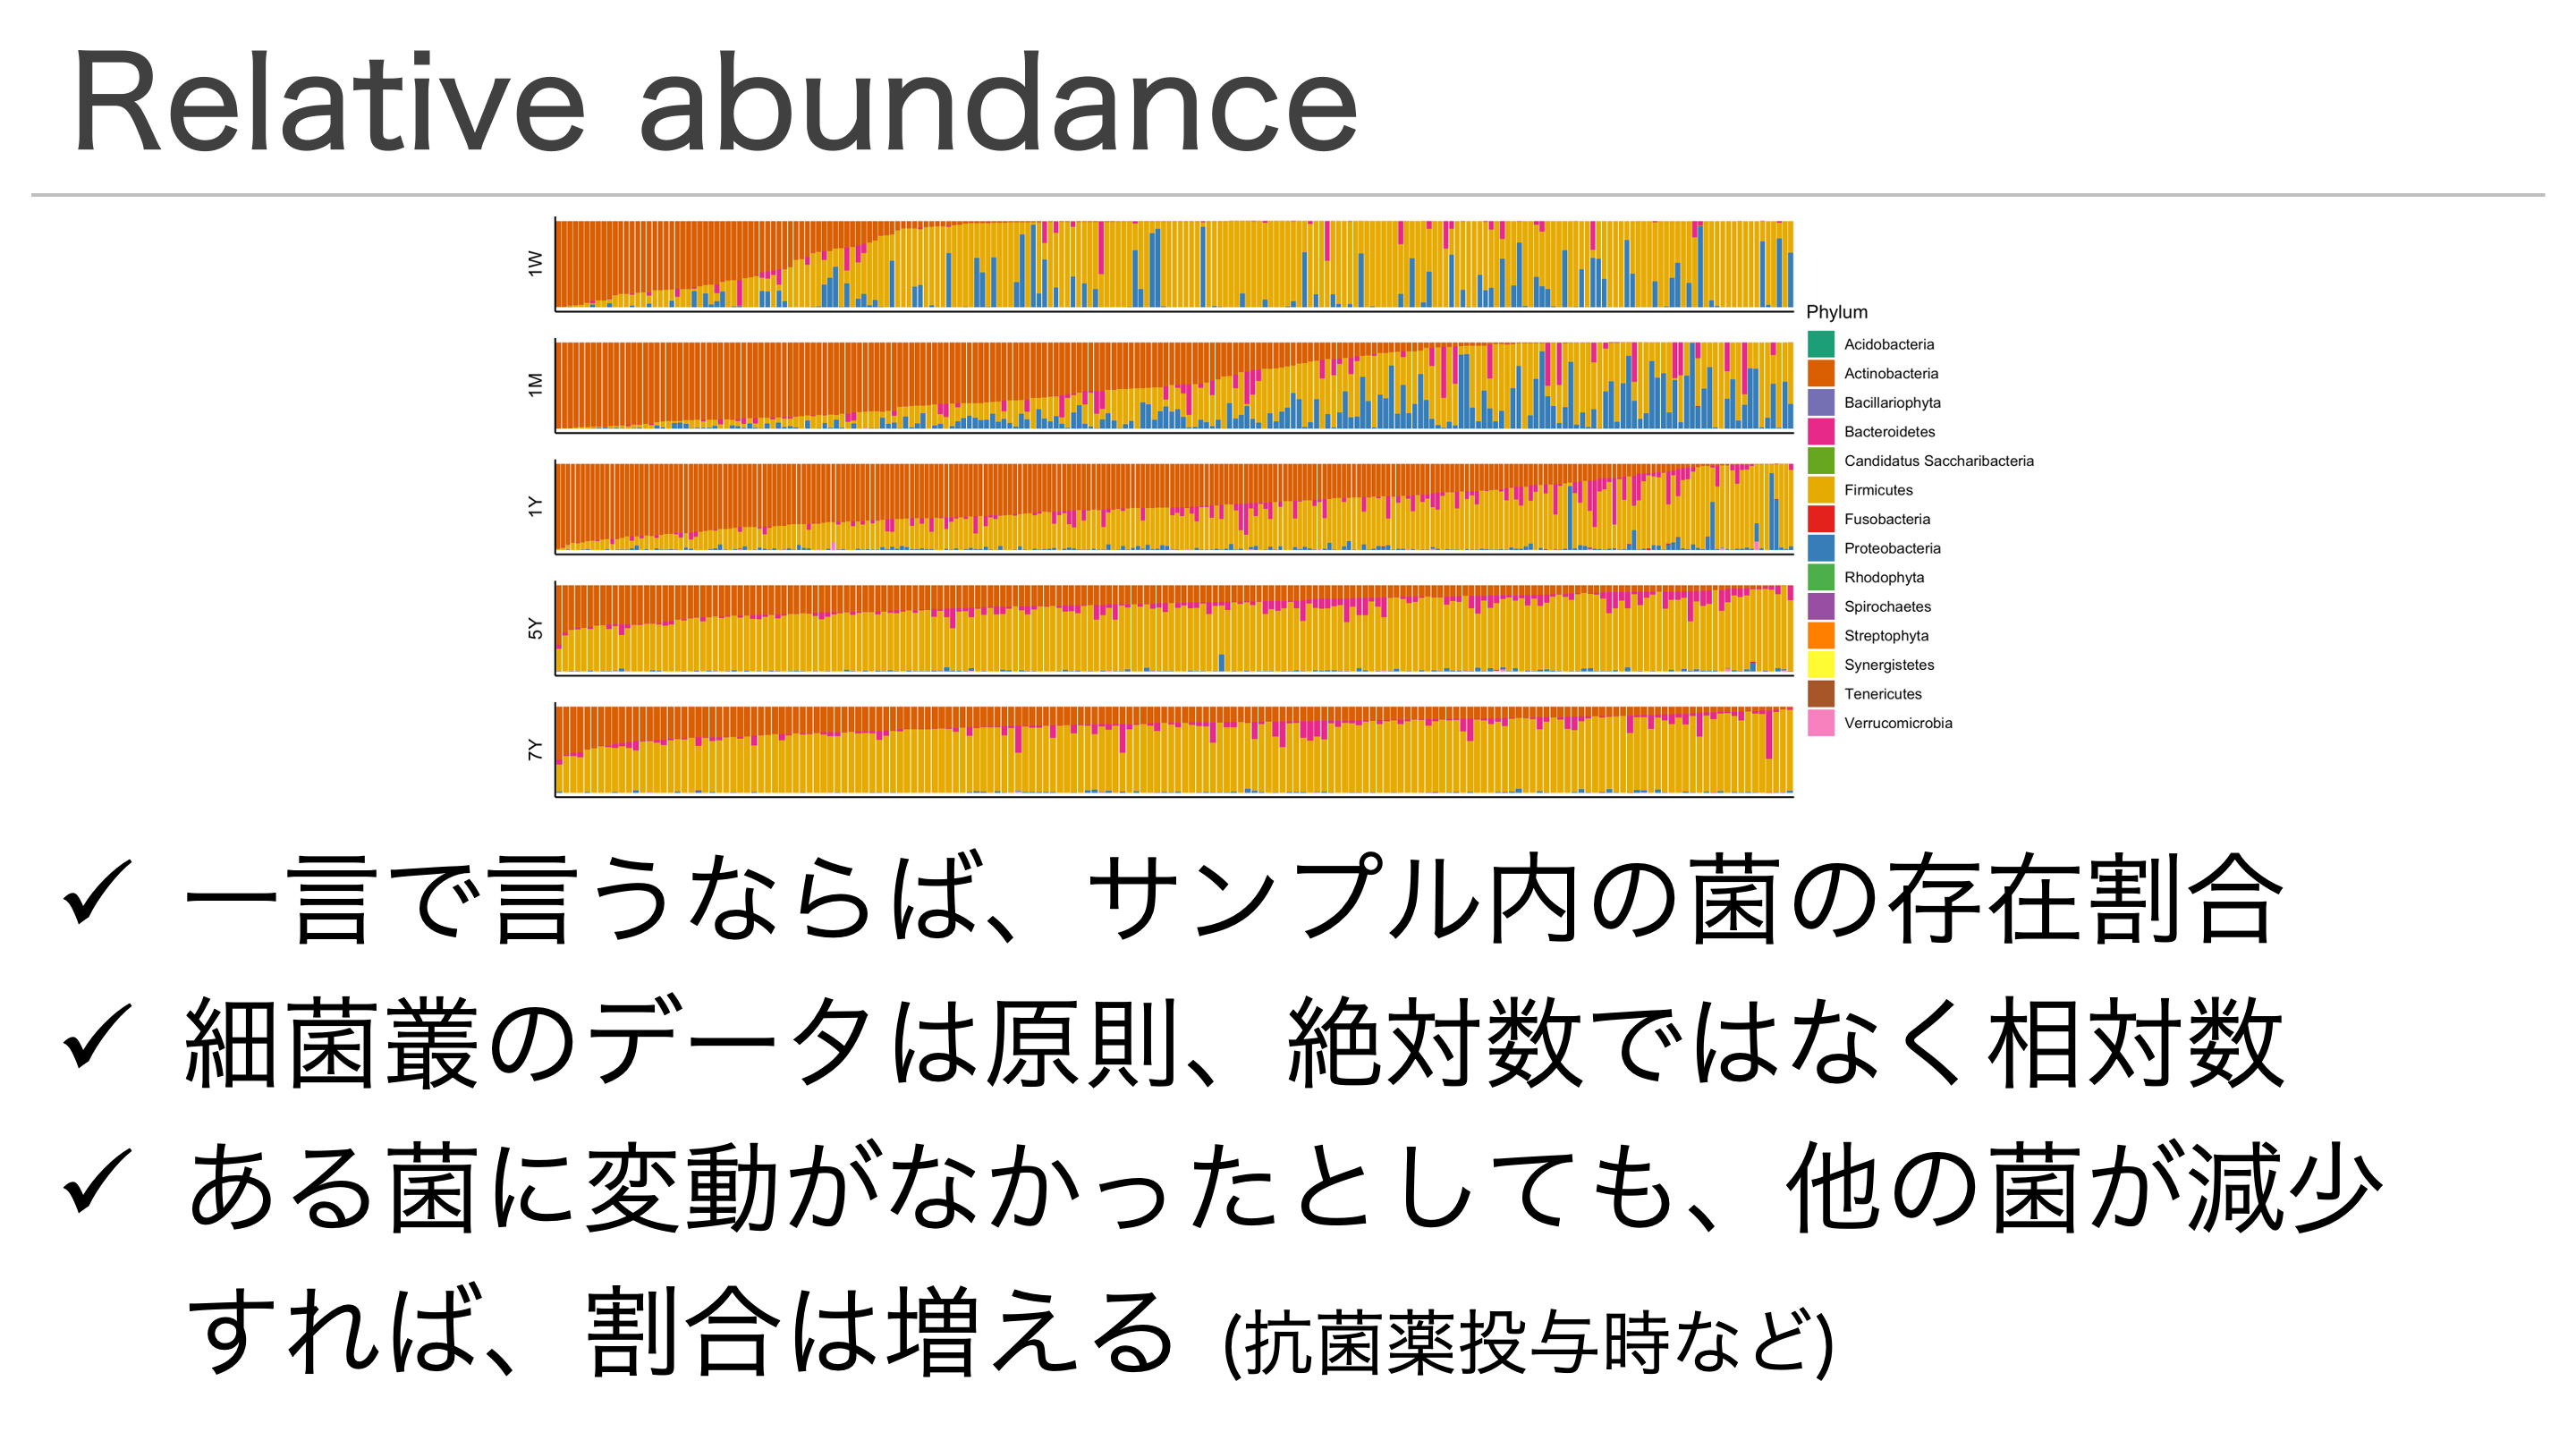 Relative abundance
1W
1M
1Y
5Y
7Y
Phylum
Acidobacteria
Actinobacteria
Bacillariophyta
Bacteroidetes
Candidatus Saccharibacteria
Firmicutes
Fusobacteria
Proteobacteria
Rhodophyta
Spirochaetes
Streptophyta
Synergistetes
Tenericutes
Verrucomicrobia
✓ 一言で言うならば、サンプル内の菌の存在割合
✓ 細菌叢のデータは原則、絶対数ではなく相対数
✓ ある菌に変動がなかったとしても、他の菌が減少
すれば、割合は増える (抗菌薬投与時など)